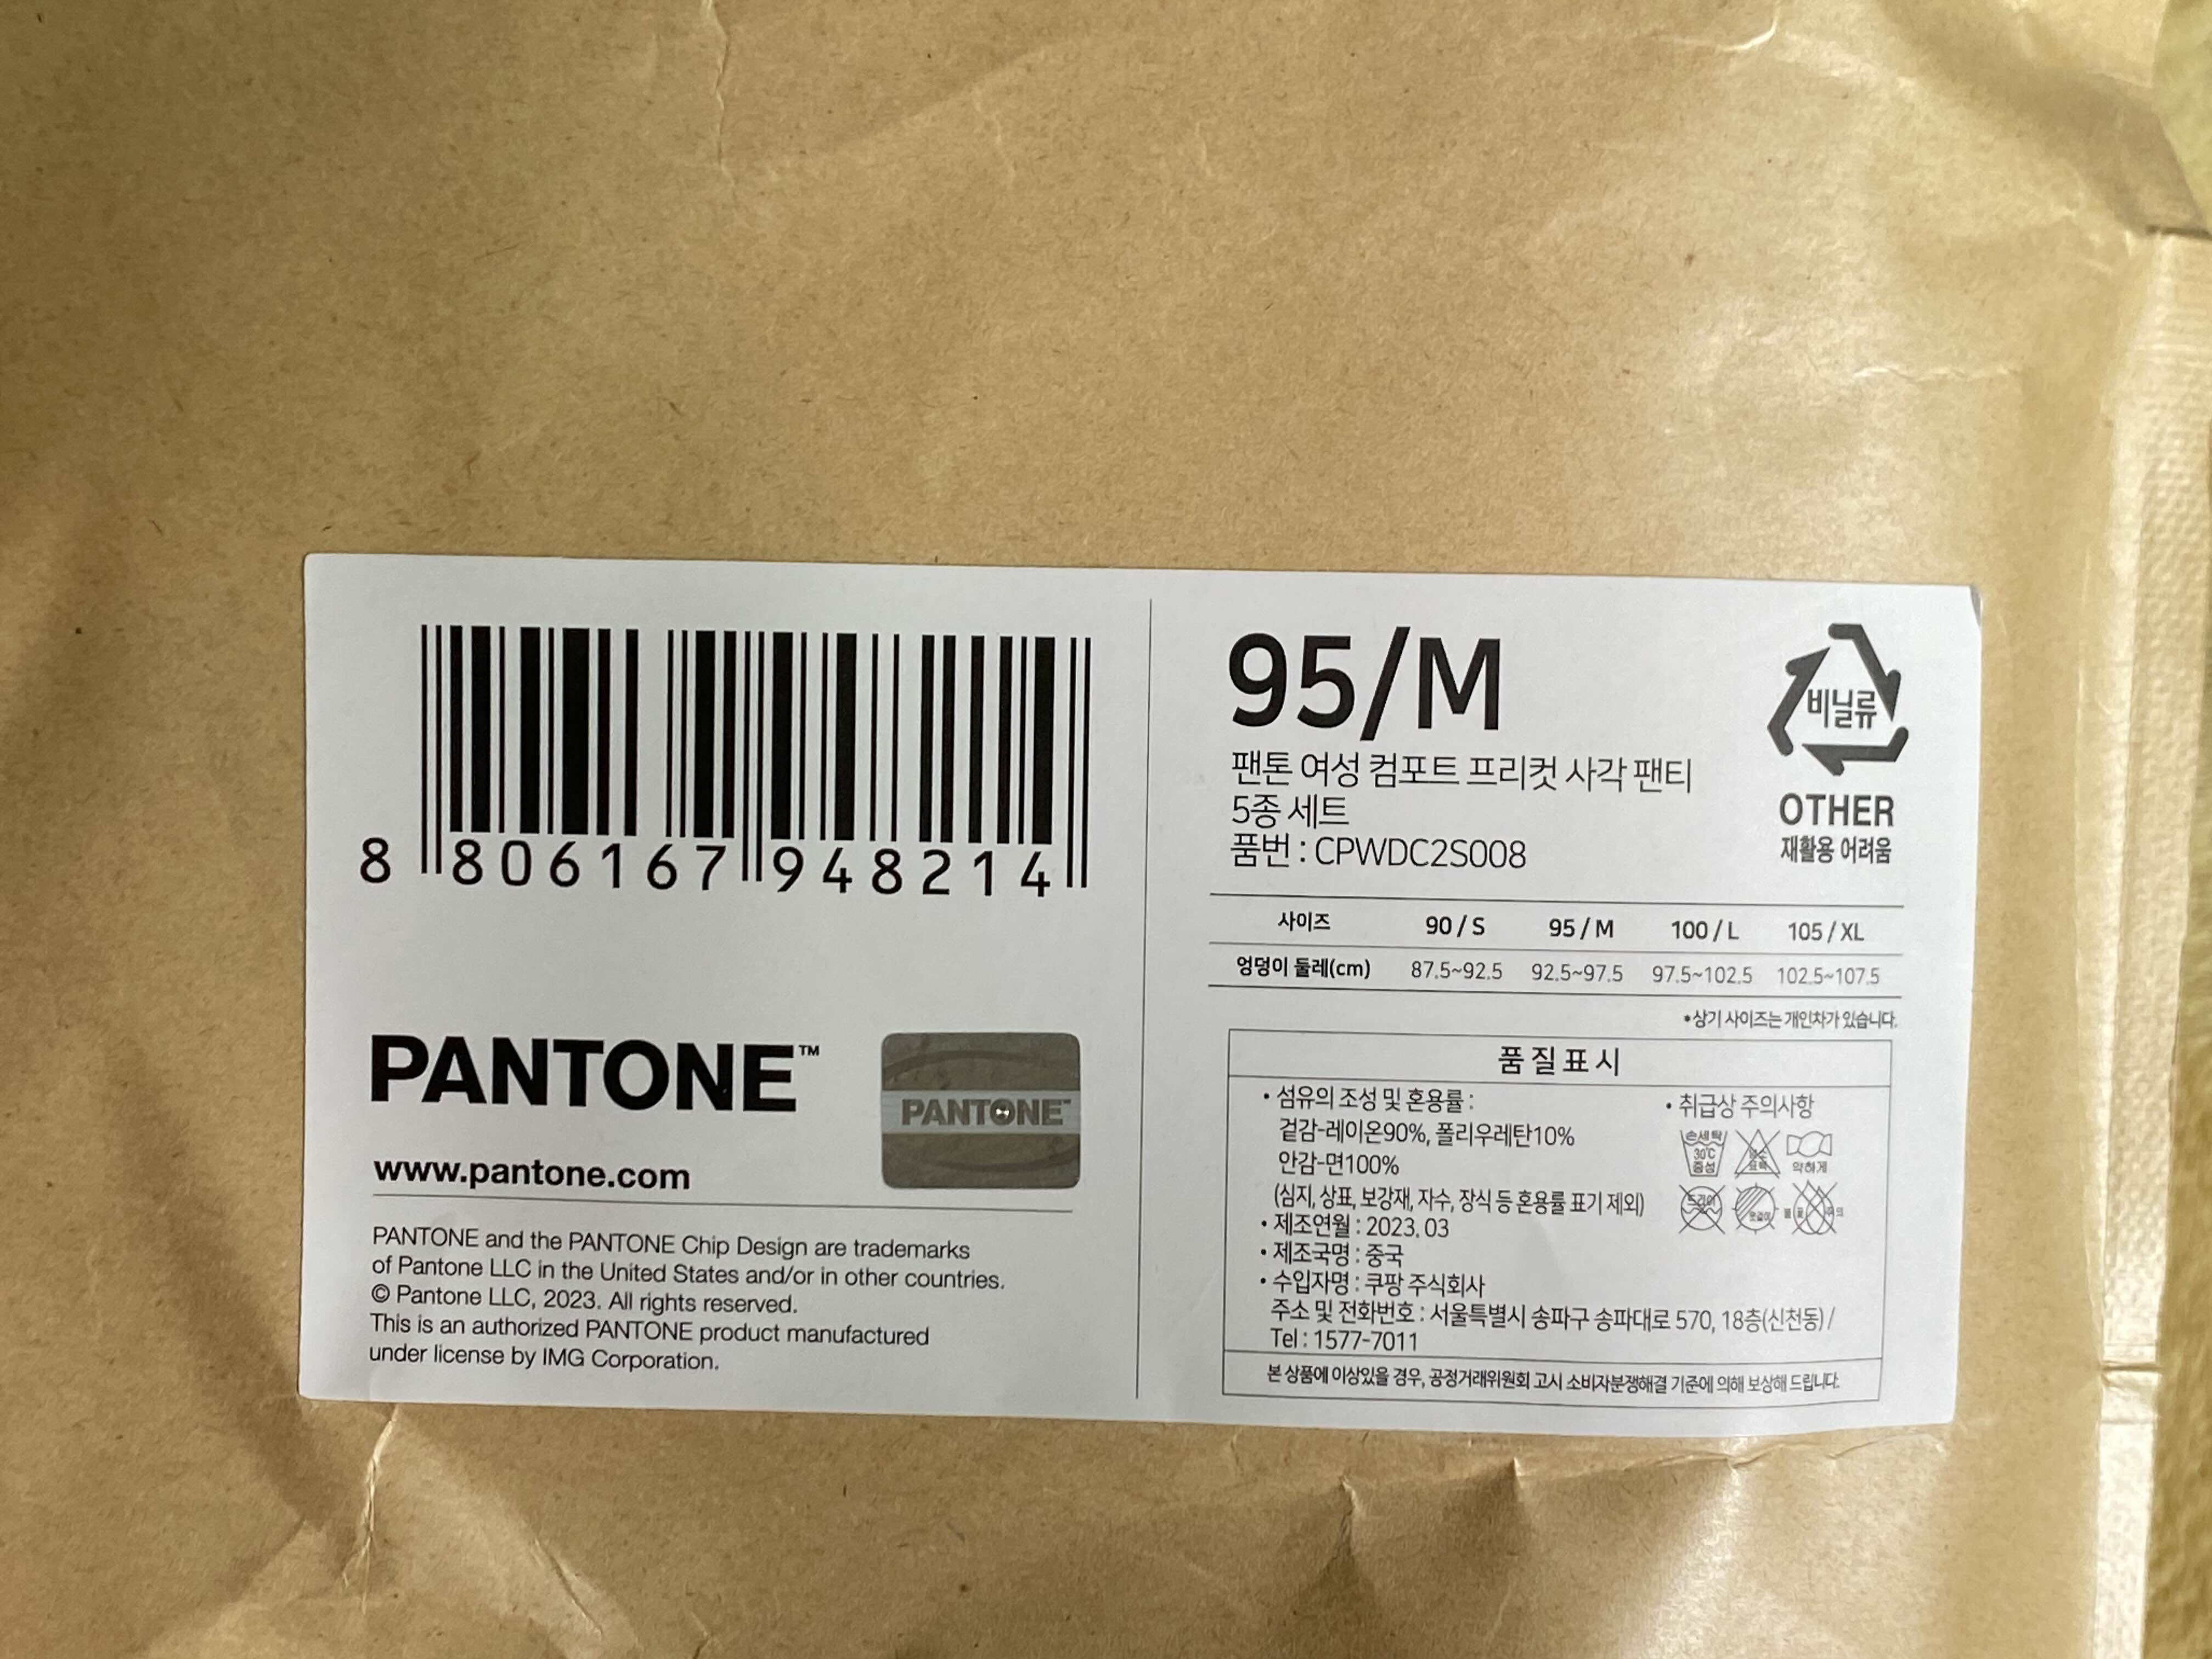 8 806167 948214
PANTONE™
PANTONE
www.pantone.com
PANTONE and the PANTONE Chip Design are trademarks
of Pantone LLC in the United States and/or in other countries.
© Pantone LLC, 2023. All rights reserved.
This is an authorized PANTONE product manufactured
under license by IMG Corporation.
95/M
팬톤 여성 컴포트 프리컷 사각 팬티
5종 세트
품번 : CPWDC2S008
비닐류
OTHER
재활용 어려움
사이즈 90 / S 95 / M 100 / L 105 / XL
엉덩이 둘레(cm) 87.5~92.5 92.5~97.5 97.5~102.5 102.5~107.5
*상기 사이즈는 개인차가 있습니다.
품 질 표 시
• 섬유의 조성 및 혼용률 :
겉감-레이온90%, 폴리우레탄10%
안감-면100%
(심지, 상표, 보강재, 자수, 장식 등 혼용률 표기 제외)
• 제조연월 : 2023. 03
• 제조국명 : 중국
• 수입자명 : 쿠팡 주식회사
주소 및 전화번호 : 서울특별시 송파구 송파대로 570, 18층(신천동) /
Tel : 1577-7011
• 취급상 주의사항
손세탁
30℃
중성
약하게
드라이
옷걸이
본 상품에 이상있을 경우, 공정거래위원회 고시 소비자분쟁해결 기준에 의해 보상해 드립니다.